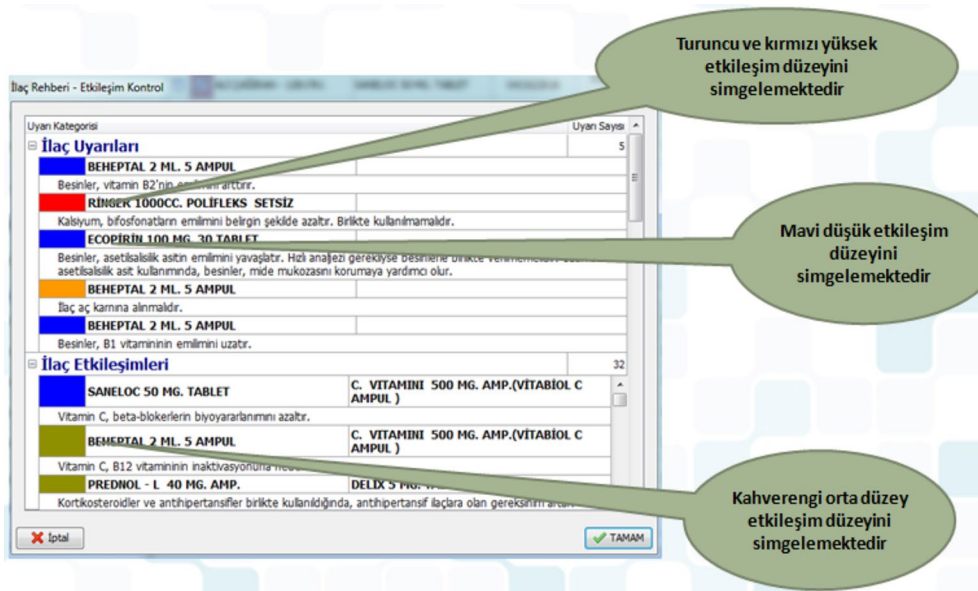 Turuncu ve kırmızı yüksek
etkileşim düzeyini
simgelemektedir
İlaç Rehberi - Etkileşim Kontrol
Uyarı Kategorisi Uyarı Sayısı
İlaç Uyarıları 5
BEHEPTAL 2 ML. 5 AMPUL
Besinler, vitamin B2'nin emilimini arttırır.
RİNGER 1000CC. POLİFLEKS SETSİZ
Kalsiyum, bifosfonatların emilimini belirgin şekilde azaltır. Birlikte kullanılmamalıdır.
ECOPİRİN 100 MG. 30 TABLET
Besinler, asetilsalisilik asitin emilimini yavaşlatır. Hızlı analjezi gerekliyse besinlerle birlikte
asetilsalisilik asit kullanımında, besinler, mide mukozasını korumaya yardımcı olur.
BEHEPTAL 2 ML. 5 AMPUL
İlaç aç karnına alınmalıdır.
BEHEPTAL 2 ML. 5 AMPUL
Besinler, B1 vitamininin emilimini uzatır.
Mavi düşük etkileşim
düzeyini
simgelemektedir
İlaç Etkileşimleri 32
SANELOC 50 MG. TABLET C. VITAMINI 500 MG. AMP.(VİTABİOL C
AMPUL )
Vitamin C, beta-blokerlerin biyoyararlanımını azaltır.
BEHEPTAL 2 ML. 5 AMPUL C. VITAMINI 500 MG. AMP.(VİTABİOL C
AMPUL )
Vitamin C, B12 vitamininin inaktivasyonuna
PREDNOL - L 40 MG. AMP. DELIX 5 MG.
Kortikosteroidler ve antihipertansifler birlikte kullanıldığında, antihipertansif ilaçlara olan gereksinim
Kahverengi orta düzey
etkileşim düzeyini
simgelemektedir
İptal TAMAM